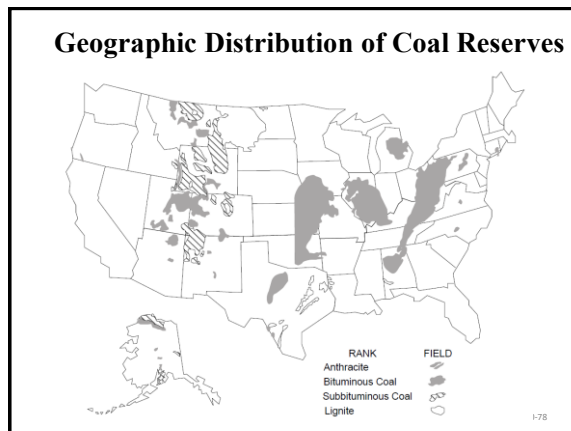 Geographic Distribution of Coal Reserves
RANK FIELD
Anthracite
Bituminous Coal
Subbituminous Coal
Lignite
I-78